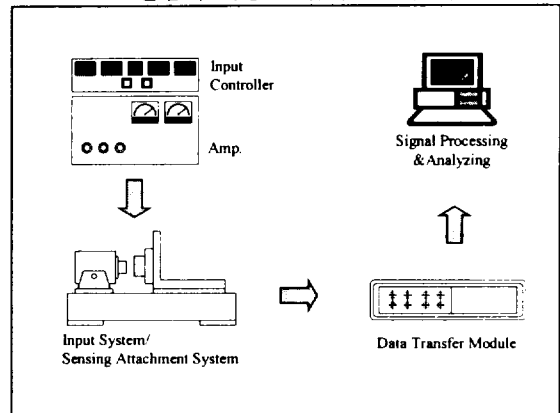 Input
Controller
Amp.
Signal Processing
& Analyzing
Input System/
Sensing Attachment System
Data Transfer Module